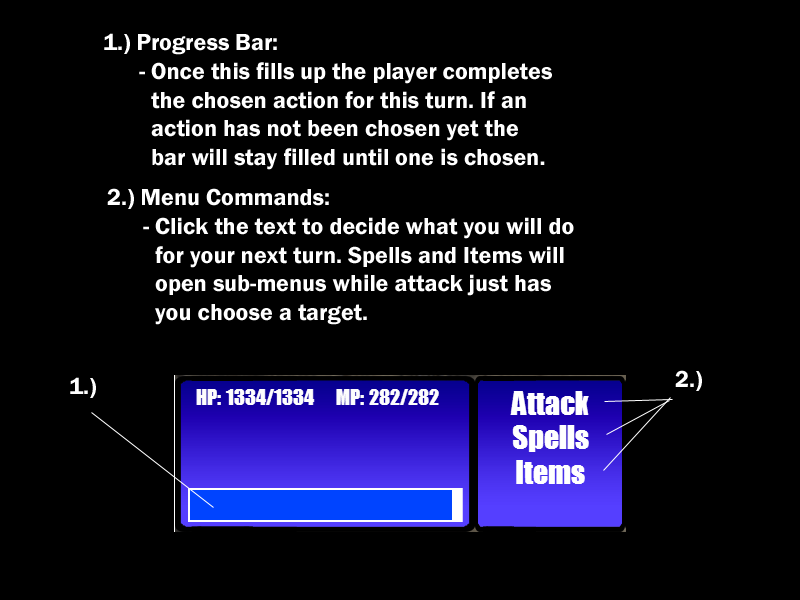 1.) Progress Bar:
- Once this fills up the player completes
the chosen action for this turn. If an
action has not been chosen yet the
bar will stay filled until one is chosen.
2.) Menu Commands:
- Click the text to decide what you will do
for your next turn. Spells and Items will
open sub-menus while attack just has
you choose a target.
1.)
2.)
HP: 1334/1334 MP: 282/282
Attack
Spells
Items